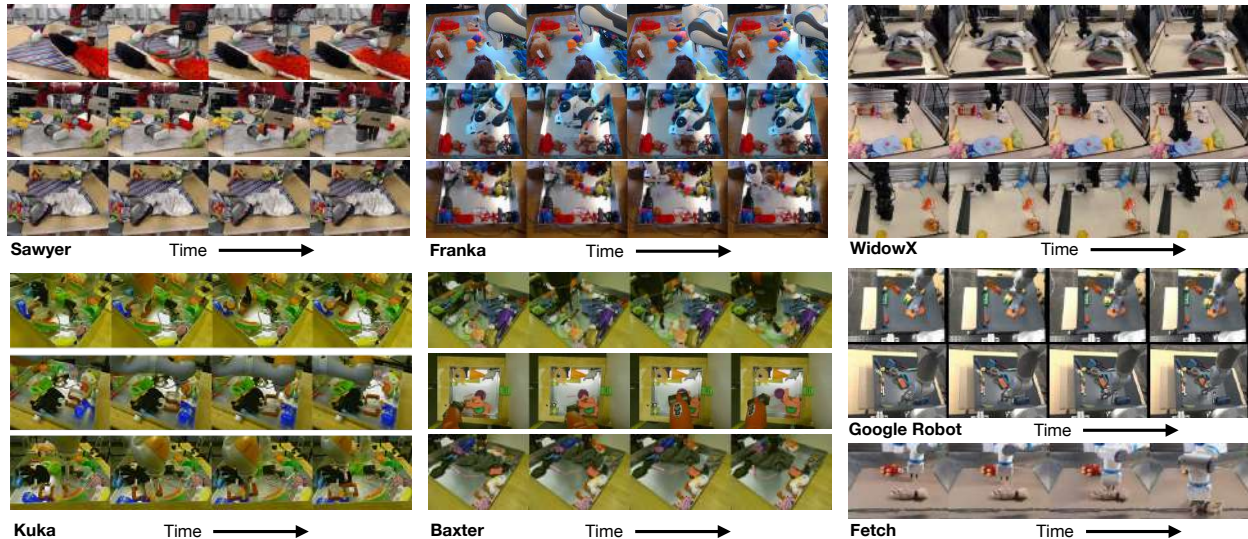 Sawyer Time
Franka Time
WidowX Time
Google Robot Time
Kuka Time
Baxter Time
Fetch Time